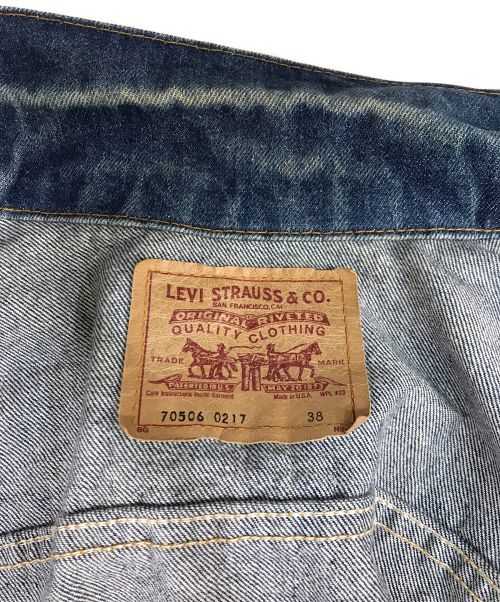 LEVI STRAUSS & CO.
SAN FRANCISCO, CAL.
ORIGINAL RIVETED
QUALITY CLOTHING
TRADE MARK
PATENTED IN U.S. MAY 20 1873
Care Instructions Inside Garment Made in U.S.A. WPL 423
70506 0217 38